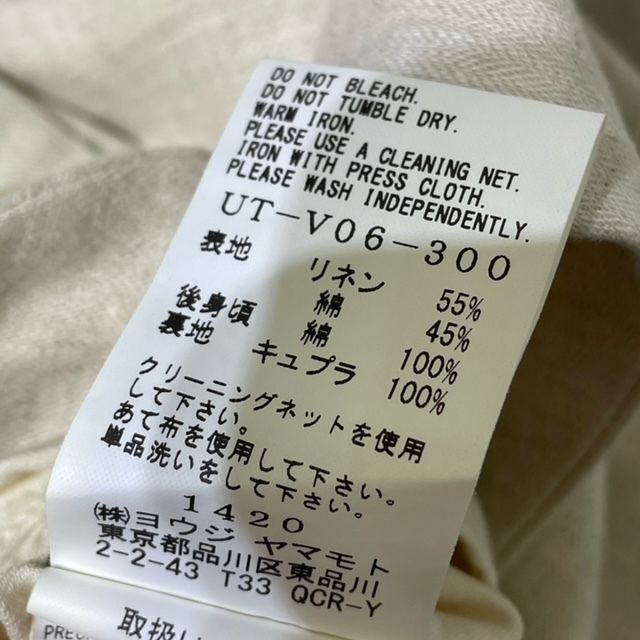 DO NOT BLEACH.
DO NOT TUMBLE DRY.
WARM IRON.
PLEASE USE A CLEANING NET.
IRON WITH PRESS CLOTH.
PLEASE WASH INDEPENDENTLY.
UT-V06-300
表地 リネン 55%
綿 45%
後身頃 綿 100%
裏地 キュプラ 100%
クリーニングネットを使用
して下さい。
あて布を使用して下さい。
単品洗いをして下さい。
1420
㈱ヨウジ ヤマモト
東京都品川区東品川
2-2-43 T33 QCR-Y
取扱い